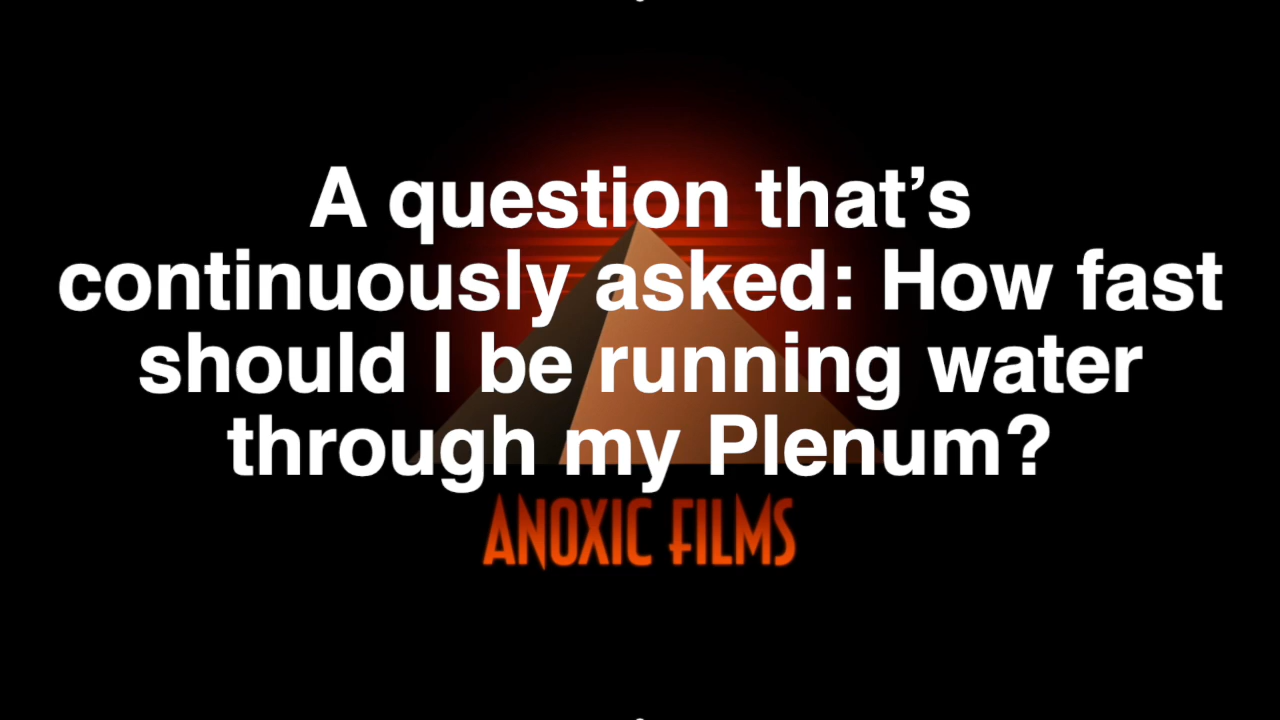 A question that’s
continuously asked: How fast
should I be running water
through my Plenum?
ANOXIC FILMS